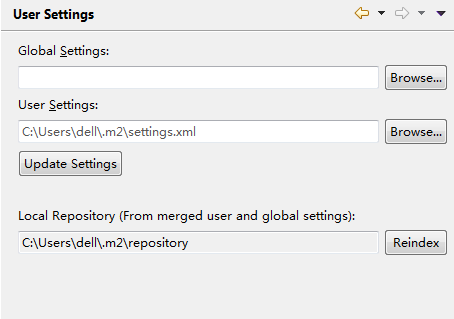 User Settings
Global Settings:
Browse...
User Settings:
C:\Users\dell\.m2\settings.xml
Browse...
Update Settings
Local Repository (From merged user and global settings):
C:\Users\dell\.m2\repository
Reindex